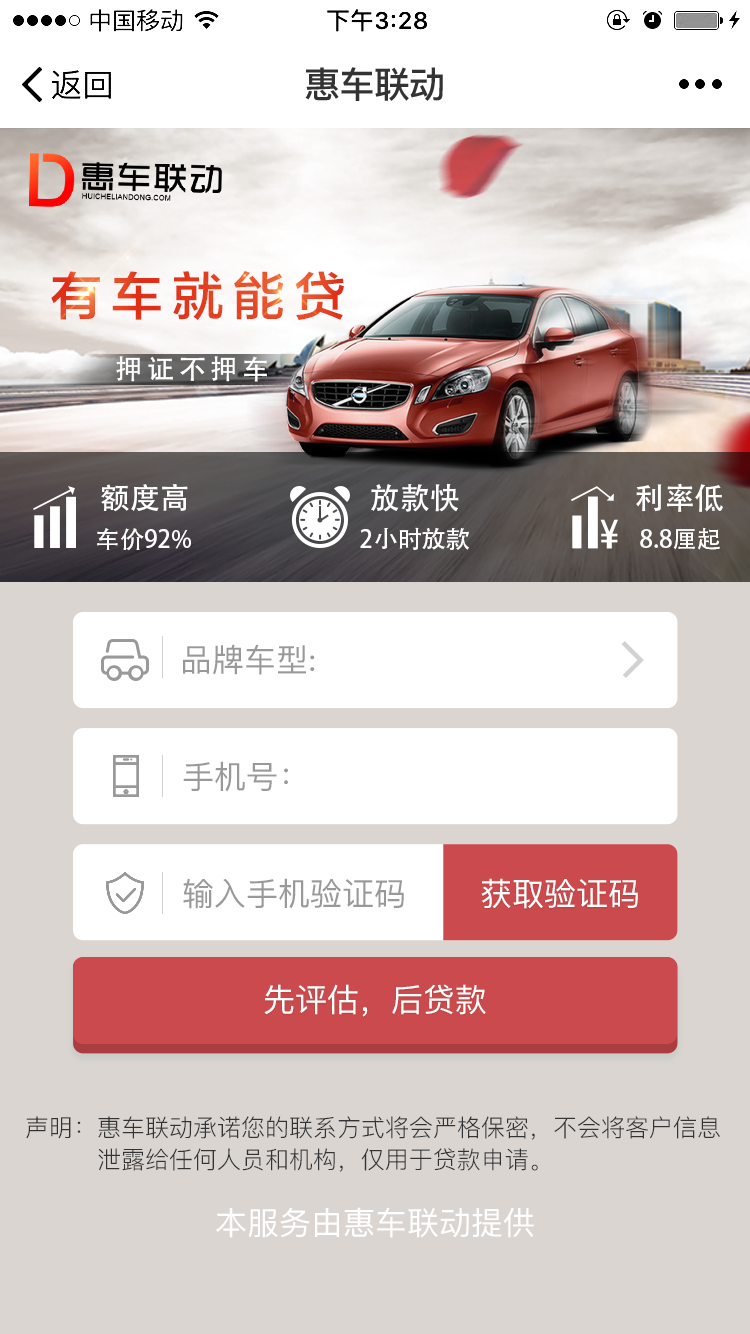 中国移动 下午3:28
返回 惠车联动
惠车联动
HUICHELIANDONG.COM
有车就能贷
押证不押车
额度高
车价92%
放款快
2小时放款
利率低
8.8厘起
品牌车型:
手机号:
输入手机验证码 获取验证码
先评估，后贷款
声明：惠车联动承诺您的联系方式将会严格保密，不会将客户信息
泄露给任何人员和机构，仅用于贷款申请。
本服务由惠车联动提供